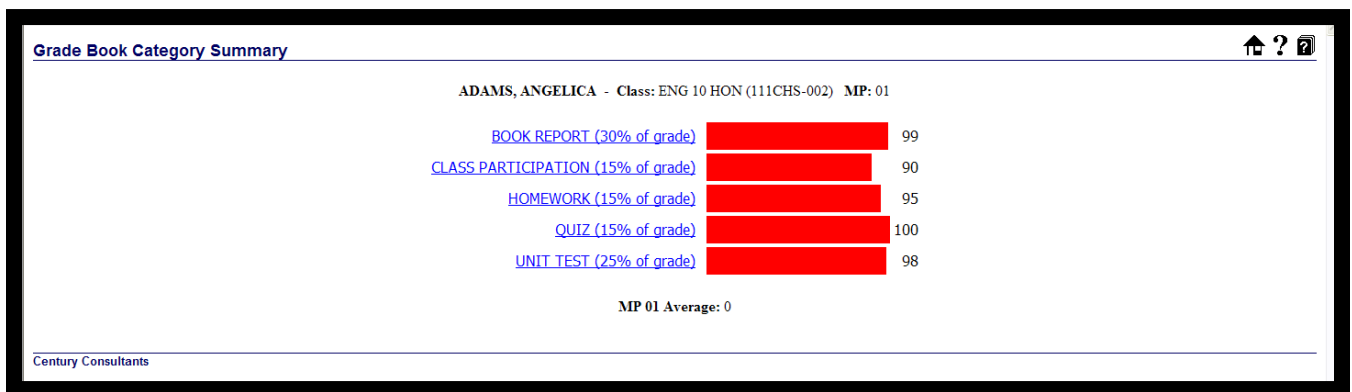 Grade Book Category Summary
?
?
ADAMS, ANGELICA - Class: ENG 10 HON (111CHS-002) MP: 01
BOOK REPORT (30% of grade) 99
CLASS PARTICIPATION (15% of grade) 90
HOMEWORK (15% of grade) 95
QUIZ (15% of grade) 100
UNIT TEST (25% of grade) 98
MP 01 Average: 0
Century Consultants